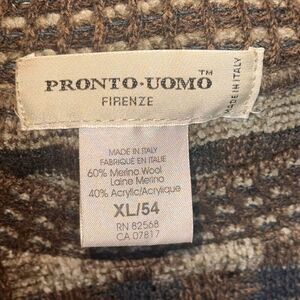 PRONTO·UOMO™
FIRENZE
MADE IN ITALY
MADE IN ITALY
FABRIQUÉ EN ITALIE
60% Merino Wool
Laine Merino
40% Acrylic/Acrylique
XL/54
RN 82568
CA 07817